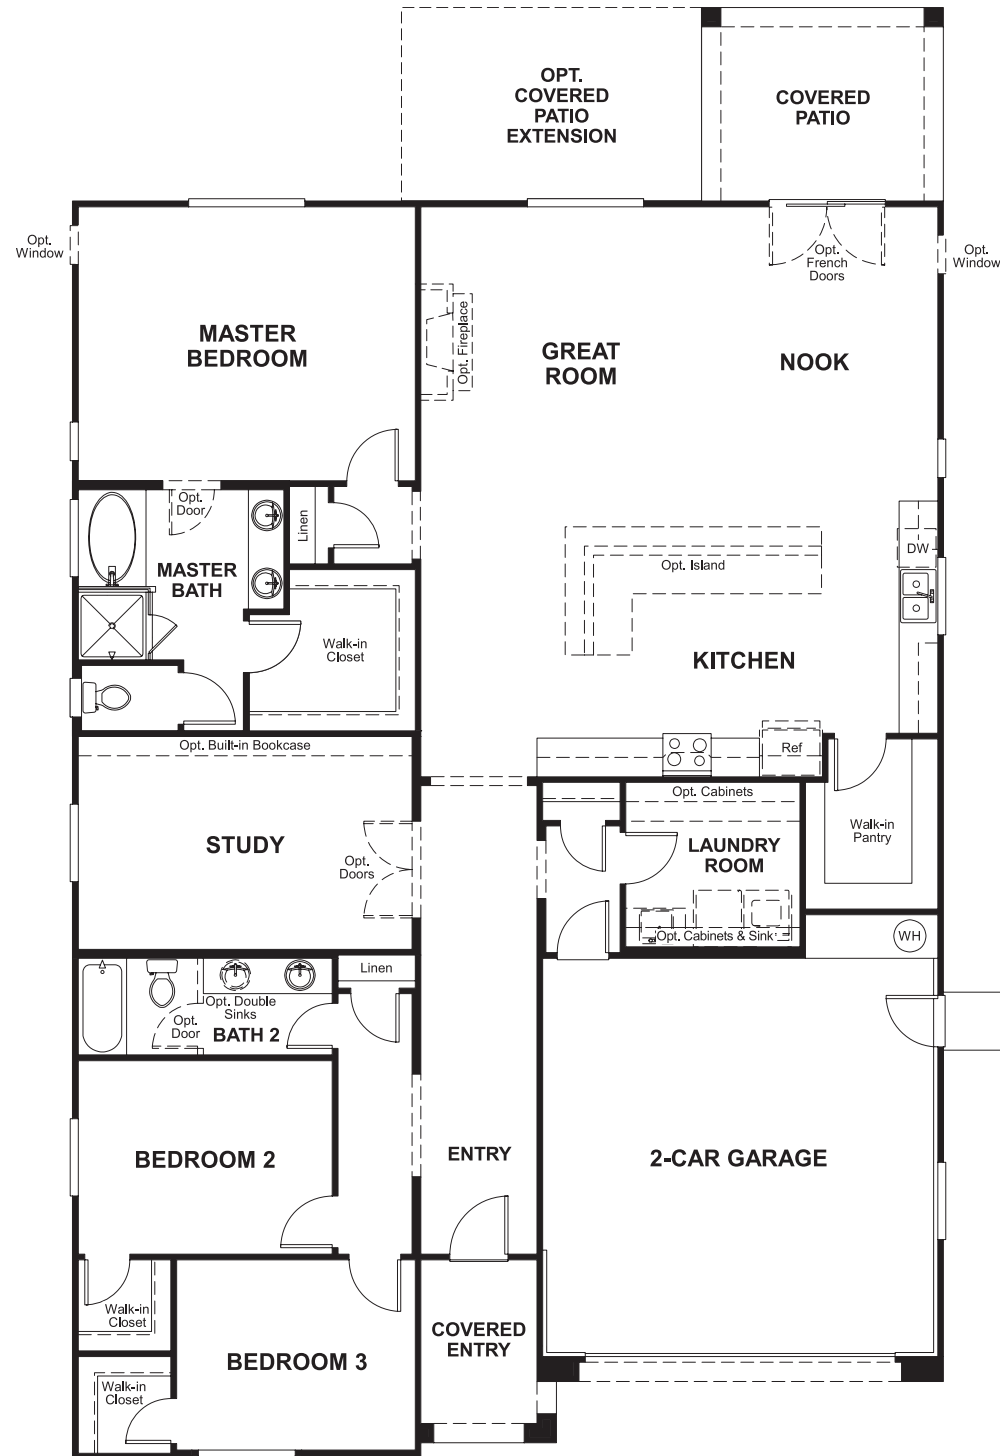 OPT.
COVERED
PATIO
EXTENSION
COVERED
PATIO
Opt.
Window
Opt.
French
Doors
Opt.
Window
MASTER
BEDROOM
Opt. Fireplace
GREAT
ROOM
NOOK
Opt.
Door
Linen
MASTER
BATH
Walk-in
Closet
Opt. Island
DW
KITCHEN
Ref
Opt. Built-in Bookcase
STUDY
Opt.
Doors
Opt. Cabinets
LAUNDRY
ROOM
Opt. Cabinets & Sink
Walk-in
Pantry
WH
Linen
Opt. Double
Sinks
Opt.
Door
BATH 2
BEDROOM 2
ENTRY
2-CAR GARAGE
Walk-in
Closet
BEDROOM 3
Walk-in
Closet
COVERED
ENTRY